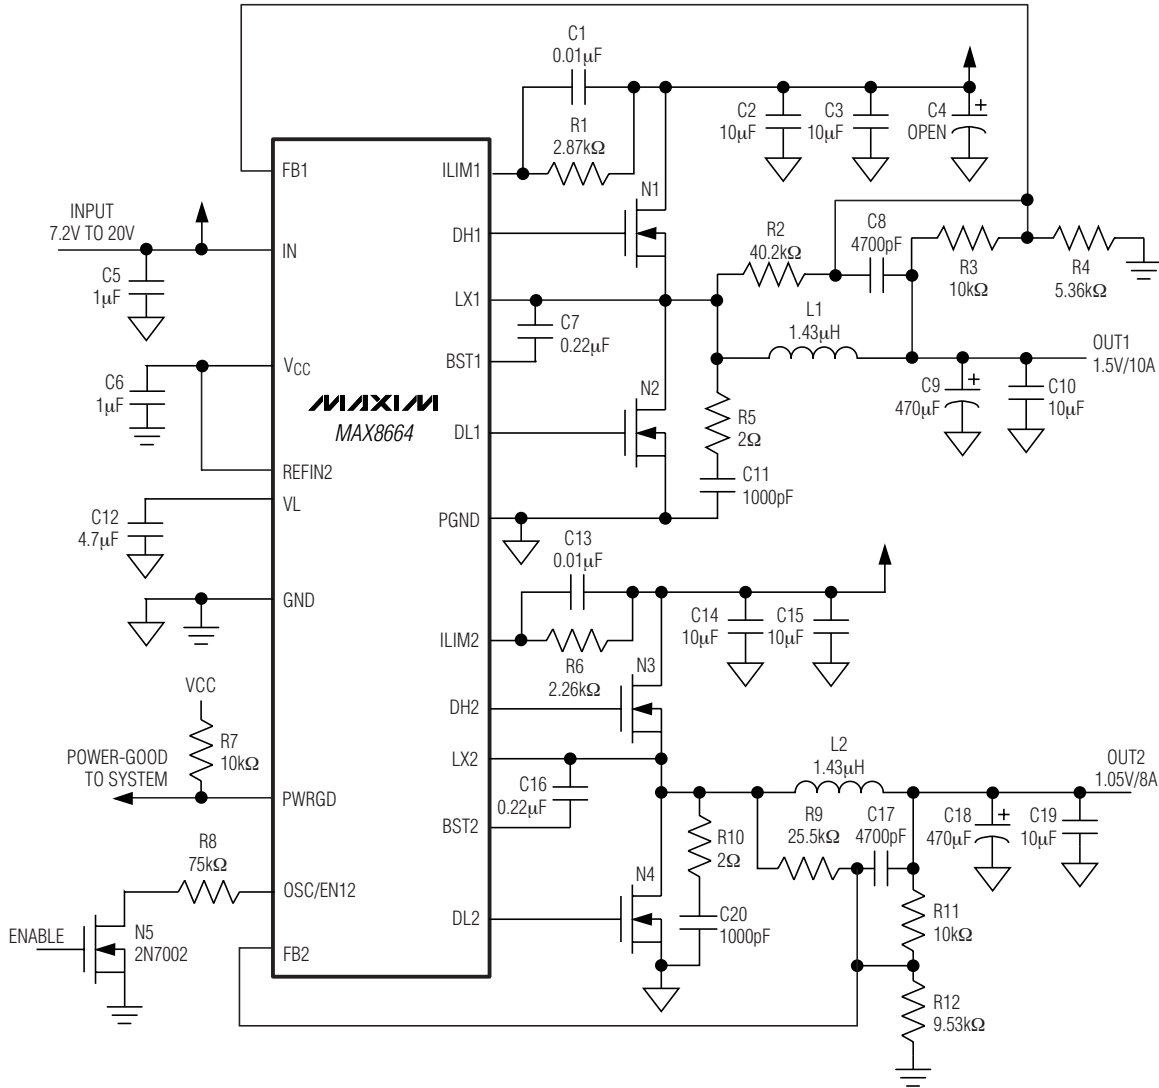 C1
0.01μF
R1
2.87kΩ
C2
10μF
C3
10μF
C4
OPEN
+
FB1
ILIM1
N1
INPUT
7.2V TO 20V
IN
DH1
C5
1μF
R2
40.2kΩ
C8
4700pF
R3
10kΩ
R4
5.36kΩ
LX1
C7
0.22μF
BST1
L1
1.43μH
OUT1
1.5V/10A
VCC
C6
1μF
MAXIM
MAX8664
N2
DL1
R5
2Ω
C9
470μF
+
C10
10μF
REFIN2
VL
C11
1000pF
C12
4.7μF
PGND
C13
0.01μF
GND
ILIM2
R6
2.26kΩ
C14
10μF
C15
10μF
N3
VCC
R7
10kΩ
DH2
POWER-GOOD
TO SYSTEM
PWRGD
LX2
C16
0.22μF
BST2
L2
1.43μH
OUT2
1.05V/8A
R9
25.5kΩ
C17
4700pF
C18
470μF
+
C19
10μF
R10
2Ω
R8
75kΩ
OSC/EN12
N4
DL2
C20
1000pF
R11
10kΩ
ENABLE
N5
2N7002
FB2
R12
9.53kΩ